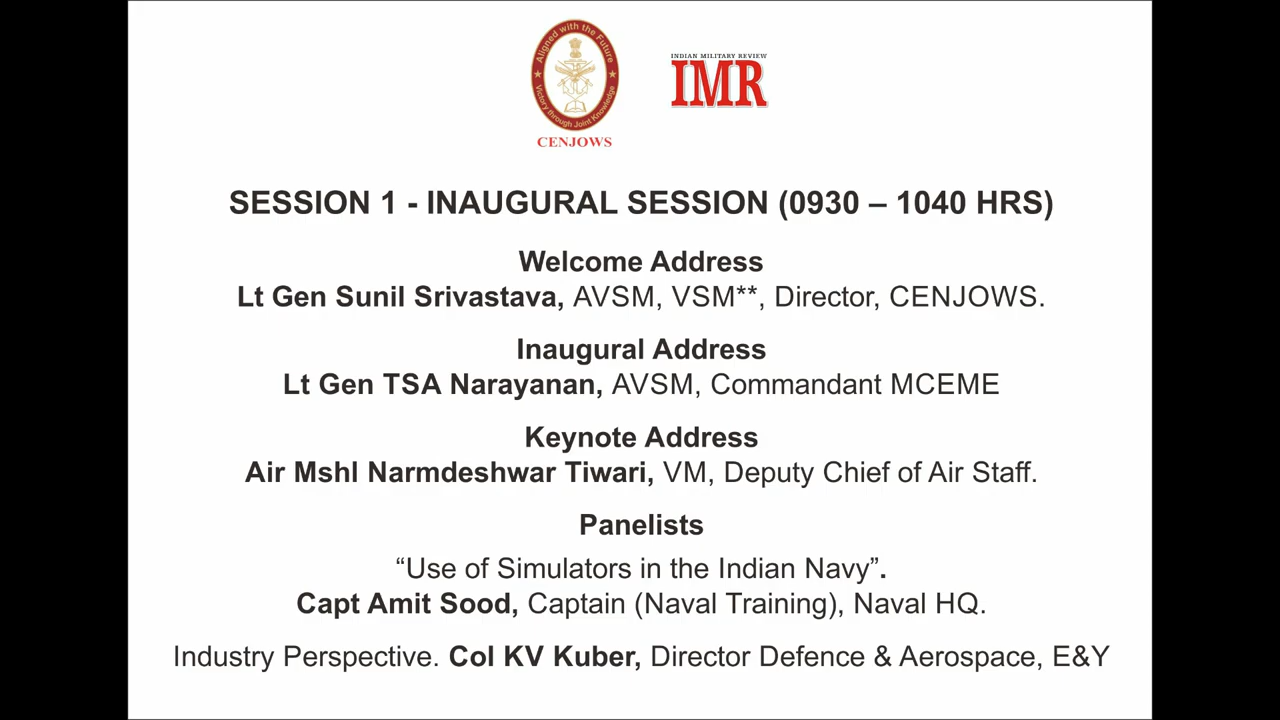 Aligned with the Future
Victory through Joint Knowledge
CENJOWS
INDIAN MILITARY REVIEW
IMR
SESSION 1 - INAUGURAL SESSION (0930 – 1040 HRS)
Welcome Address
Lt Gen Sunil Srivastava, AVSM, VSM**, Director, CENJOWS.
Inaugural Address
Lt Gen TSA Narayanan, AVSM, Commandant MCEME
Keynote Address
Air Mshl Narmdeshwar Tiwari, VM, Deputy Chief of Air Staff.
Panelists
“Use of Simulators in the Indian Navy”.
Capt Amit Sood, Captain (Naval Training), Naval HQ.
Industry Perspective. Col KV Kuber, Director Defence & Aerospace, E&Y